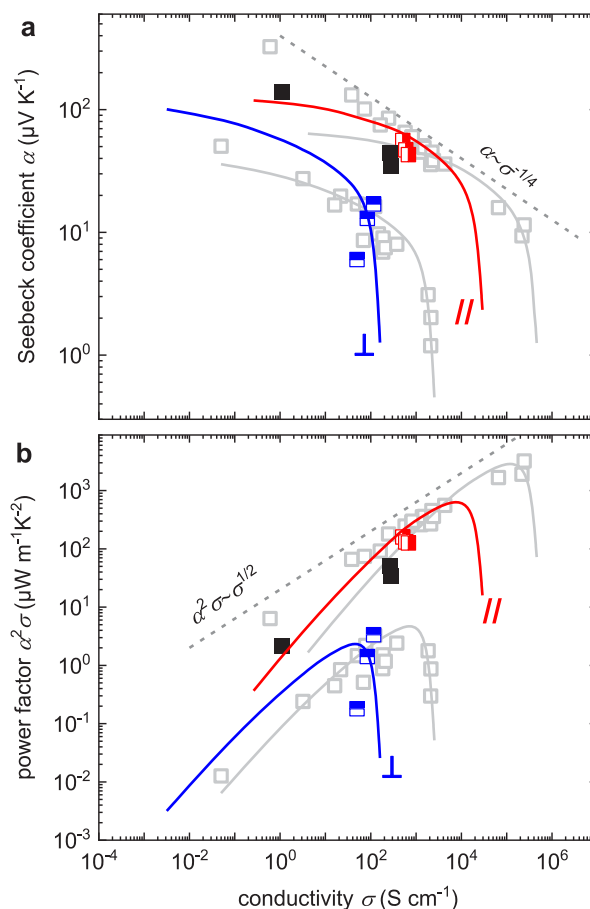 a
Seebeck coefficient α (µV K⁻¹)
10³
10²
10¹
10⁰
α~σ⁻¹/⁴
//
⊥
b
power factor α²σ (µW m⁻¹K⁻²)
10³
10²
10¹
10⁰
10⁻¹
10⁻²
10⁻³
α²σ~σ¹/²
//
⊥
10⁻⁴ 10⁻² 10⁰ 10² 10⁴ 10⁶
conductivity σ (S cm⁻¹)